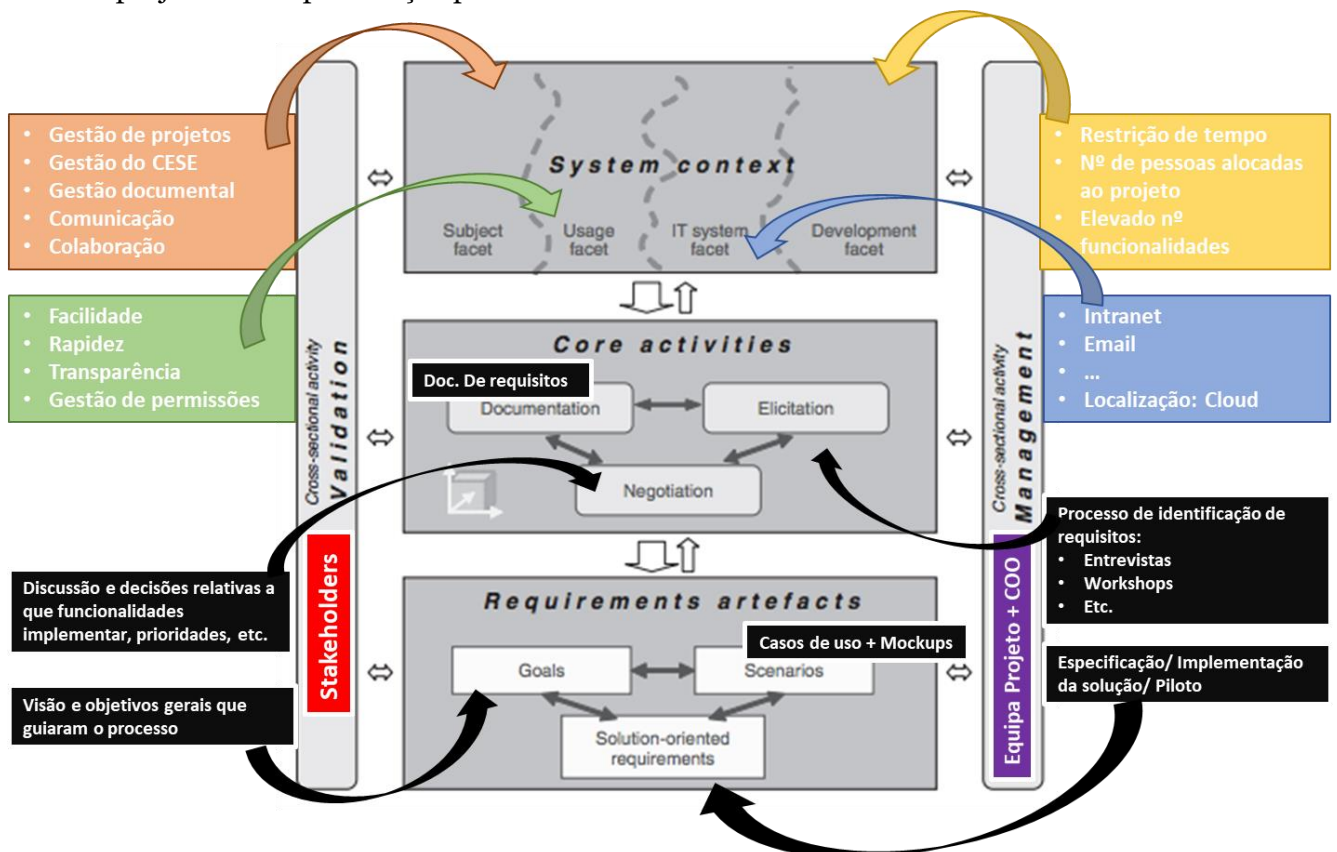 • Gestão de projetos
• Gestão do CESE
• Gestão documental
• Comunicação
• Colaboração
• Facilidade
• Rapidez
• Transparência
• Gestão de permissões
Cross-sectional activity
Validation
Stakeholders
System context
Subject
facet
Usage
facet
IT system
facet
Development
facet
Core activities
Doc. De requisitos
Documentation
Elicitation
Negotiation
Requirements artefacts
Casos de uso + Mockups
Goals
Scenarios
Solution-oriented
requirements
Cross-sectional activity
Management
Equipa Projeto + COO
• Restrição de tempo
• Nº de pessoas alocadas
ao projeto
• Elevado nº
funcionalidades
• Intranet
• Email
• ...
• Localização: Cloud
Discussão e decisões relativas a
que funcionalidades
implementar, prioridades, etc.
Visão e objetivos gerais que
guiaram o processo
Processo de identificação de
requisitos:
• Entrevistas
• Workshops
• Etc.
Especificação/ Implementação
da solução/ Piloto